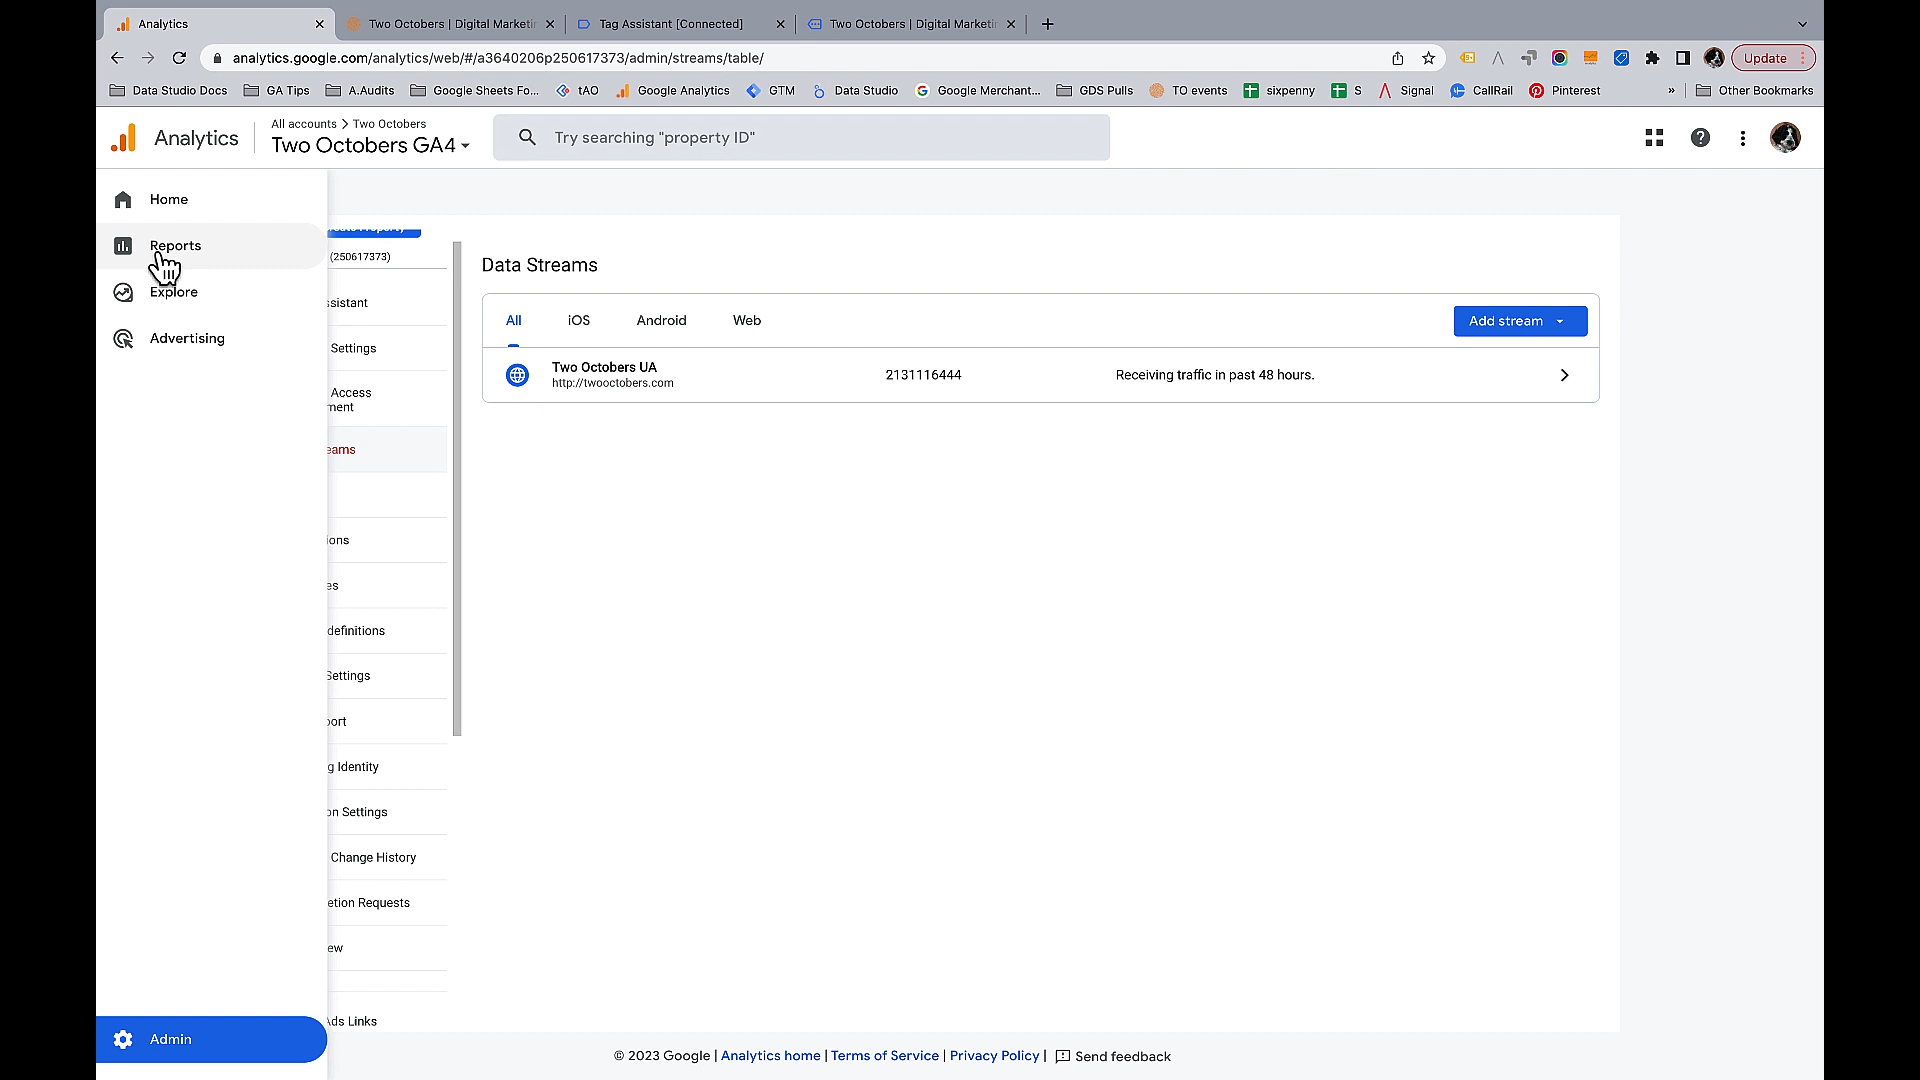 Analytics
Two Octobers | Digital Marketin
Tag Assistant [Connected]
Two Octobers | Digital Marketin
analytics.google.com/analytics/web/#/a3640206p250617373/admin/streams/table/
Update
Data Studio Docs
GA Tips
A.Audits
Google Sheets Fo...
tAO
Google Analytics
GTM
Data Studio
Google Merchant...
GDS Pulls
TO events
sixpenny
S
Signal
CallRail
Pinterest
»
Other Bookmarks
Analytics
All accounts > Two Octobers
Two Octobers GA4
Try searching "property ID"
Home
Reports
Explore
Advertising
Admin
(250617373)
ssistant
Settings
Access
ment
eams
ions
es
definitions
Settings
port
g Identity
on Settings
Change History
etion Requests
ew
Ads Links
Data Streams
All
iOS
Android
Web
Add stream
Two Octobers UA
http://twooctobers.com
2131116444
Receiving traffic in past 48 hours.
© 2023 Google | Analytics home | Terms of Service | Privacy Policy | Send feedback